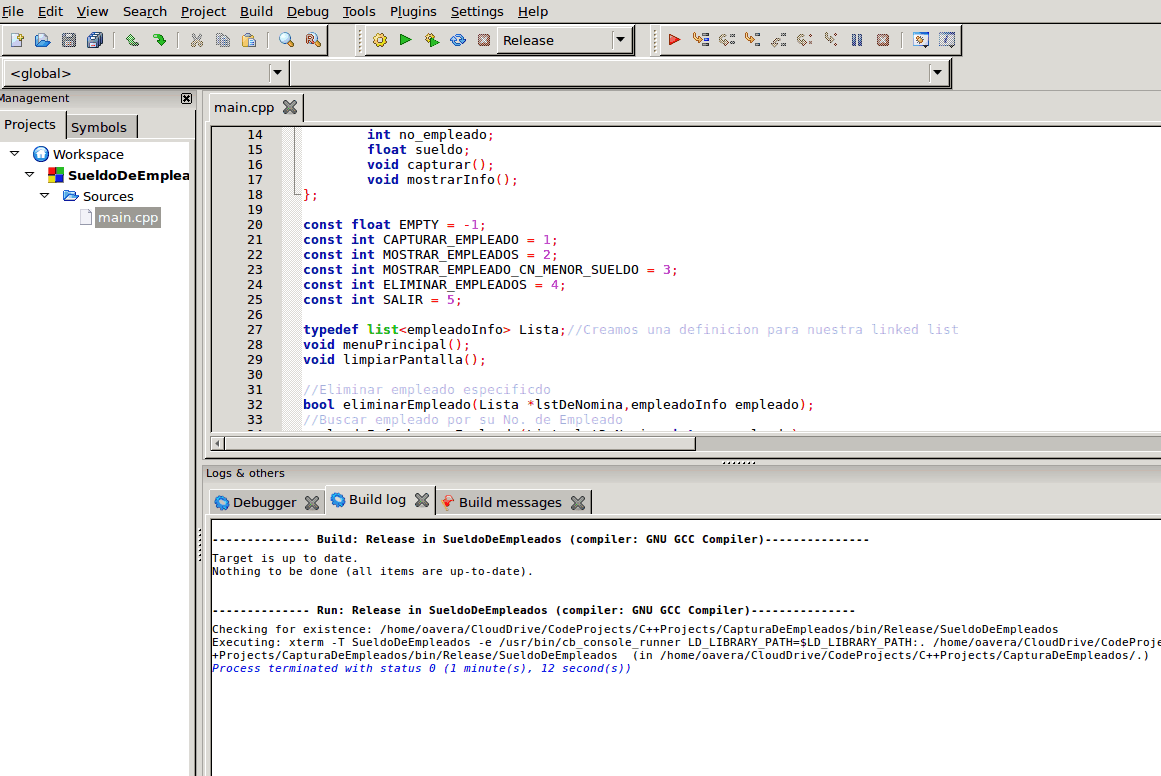 File Edit View Search Project Build Debug Tools Plugins Settings Help
Release
<global>
Management
main.cpp
Projects Symbols
Workspace
SueldoDeEmplea
Sources
main.cpp
14 int no_empleado;
15 float sueldo;
16 void capturar();
17 void mostrarInfo();
18 };
19
20 const float EMPTY = -1;
21 const int CAPTURAR_EMPLEADO = 1;
22 const int MOSTRAR_EMPLEADOS = 2;
23 const int MOSTRAR_EMPLEADO_CN_MENOR_SUELDO = 3;
24 const int ELIMINAR_EMPLEADOS = 4;
25 const int SALIR = 5;
26
27 typedef list<empleadoInfo> Lista;//Creamos una definicion para nuestra linked list
28 void menuPrincipal();
29 void limpiarPantalla();
30
31 //Eliminar empleado especificdo
32 bool eliminarEmpleado(Lista *lstDeNomina,empleadoInfo empleado);
33 //Buscar empleado por su No. de Empleado
Logs & others
Debugger Build log Build messages
-------------- Build: Release in SueldoDeEmpleados (compiler: GNU GCC Compiler)---------------
Target is up to date.
Nothing to be done (all items are up-to-date).
-------------- Run: Release in SueldoDeEmpleados (compiler: GNU GCC Compiler)---------------
Checking for existence: /home/oavera/CloudDrive/CodeProjects/C++Projects/CapturaDeEmpleados/bin/Release/SueldoDeEmpleados
Executing: xterm -T SueldoDeEmpleados -e /usr/bin/cb_console_runner LD_LIBRARY_PATH=$LD_LIBRARY_PATH:. /home/oavera/CloudDrive/CodeProje
+Projects/CapturaDeEmpleados/bin/Release/SueldoDeEmpleados (in /home/oavera/CloudDrive/CodeProjects/C++Projects/CapturaDeEmpleados/.)
Process terminated with status 0 (1 minute(s), 12 second(s))